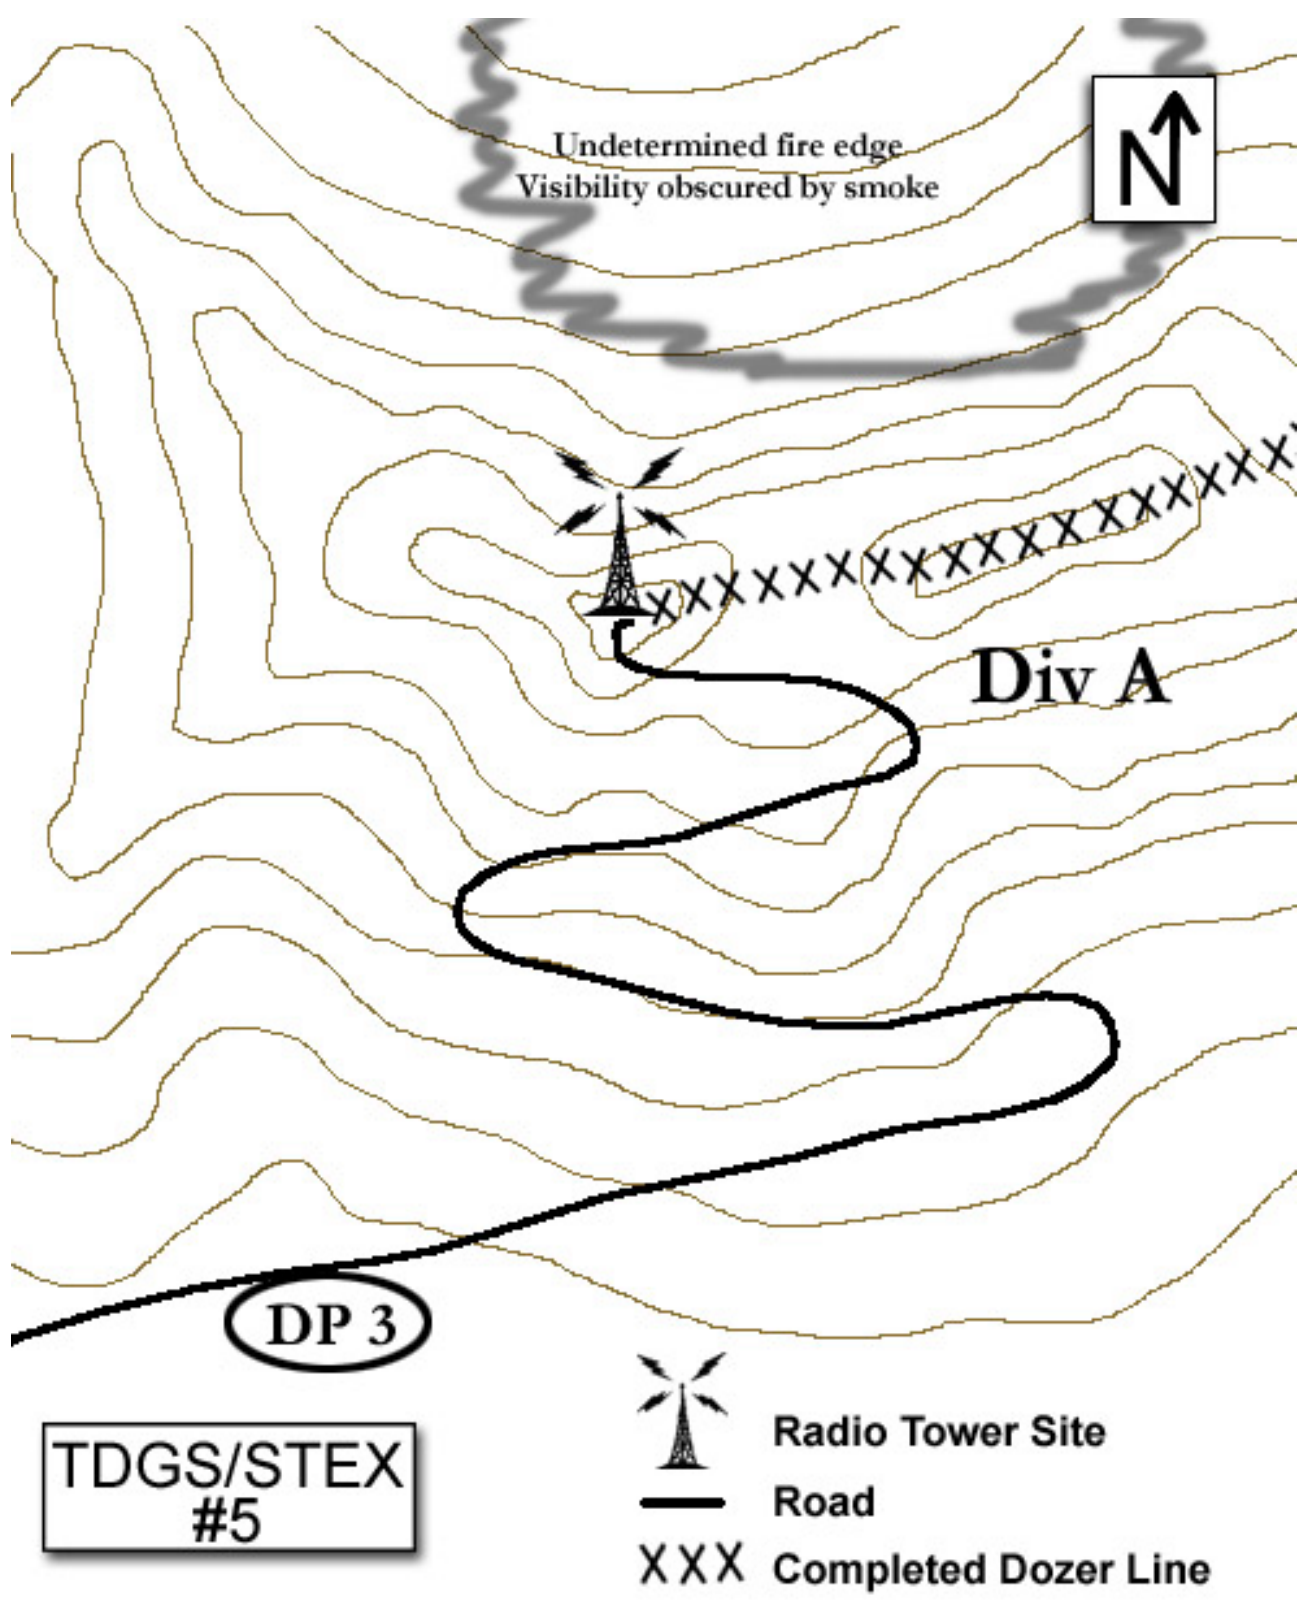 Undetermined fire edge
Visibility obscured by smoke
N
Div A
DP 3
TDGS/STEX
#5
Radio Tower Site
Road
XXX Completed Dozer Line